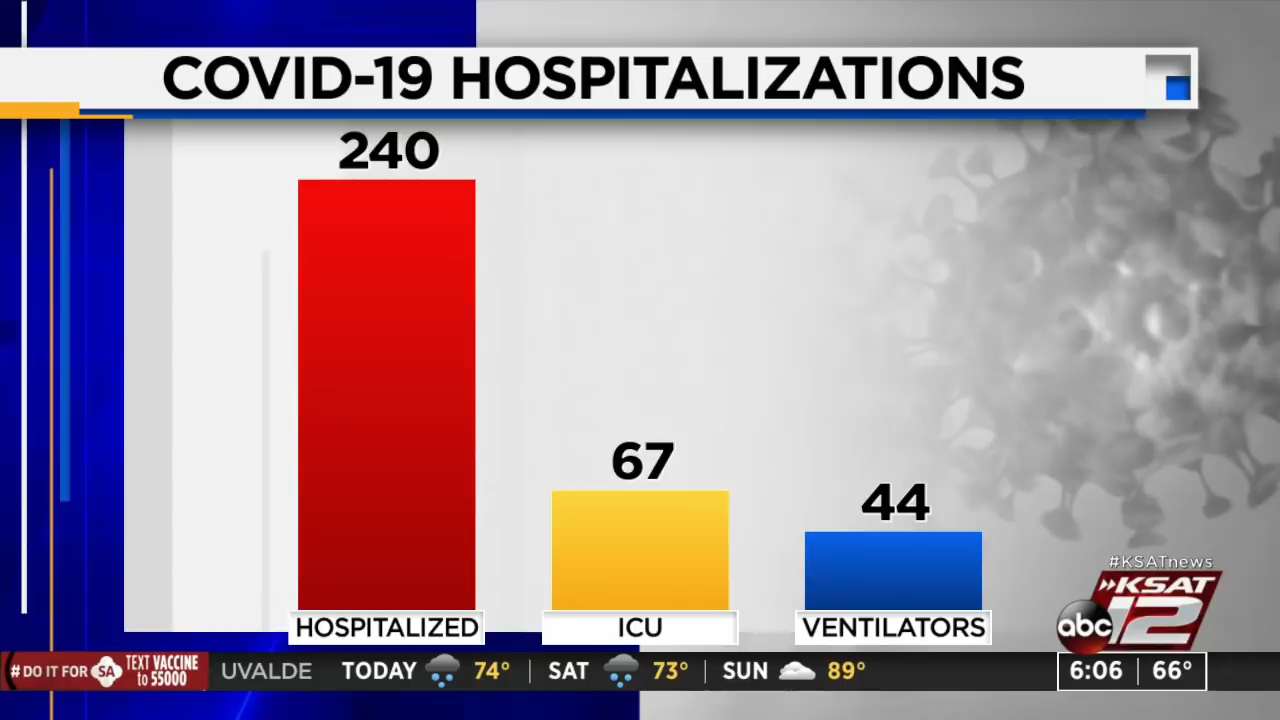 COVID-19 HOSPITALIZATIONS
240
67
44
HOSPITALIZED
ICU
VENTILATORS
#KSATnews
KSAT
abc 12
# DO IT FOR SA TEXT VACCINE to 55000
UVALDE TODAY 74° SAT 73° SUN 89°
6:06 66°